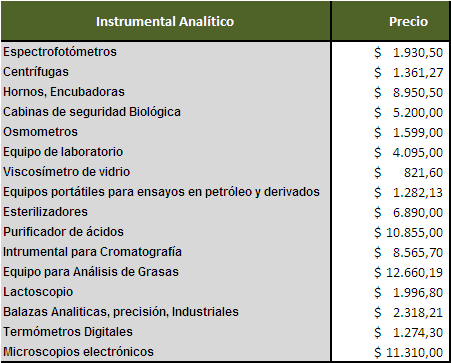 Instrumental Analítico Precio
Espectrofotómetros $ 1.930,50
Centrífugas $ 1.361,27
Hornos, Encubadoras $ 8.950,50
Cabinas de seguridad Biológica $ 5.200,00
Osmometros $ 1.599,00
Equipo de laboratorio $ 4.095,00
Viscosímetro de vidrio $ 821,60
Equipos portátiles para ensayos en petróleo y derivados $ 1.282,13
Esterilizadores $ 6.890,00
Purificador de ácidos $ 10.855,00
Intrumental para Cromatografía $ 8.565,70
Equipo para Análisis de Grasas $ 12.660,19
Lactoscopio $ 1.996,80
Balazas Analiticas, precisión, Industriales $ 2.318,21
Termómetros Digitales $ 1.274,30
Microscopios electrónicos $ 11.310,00